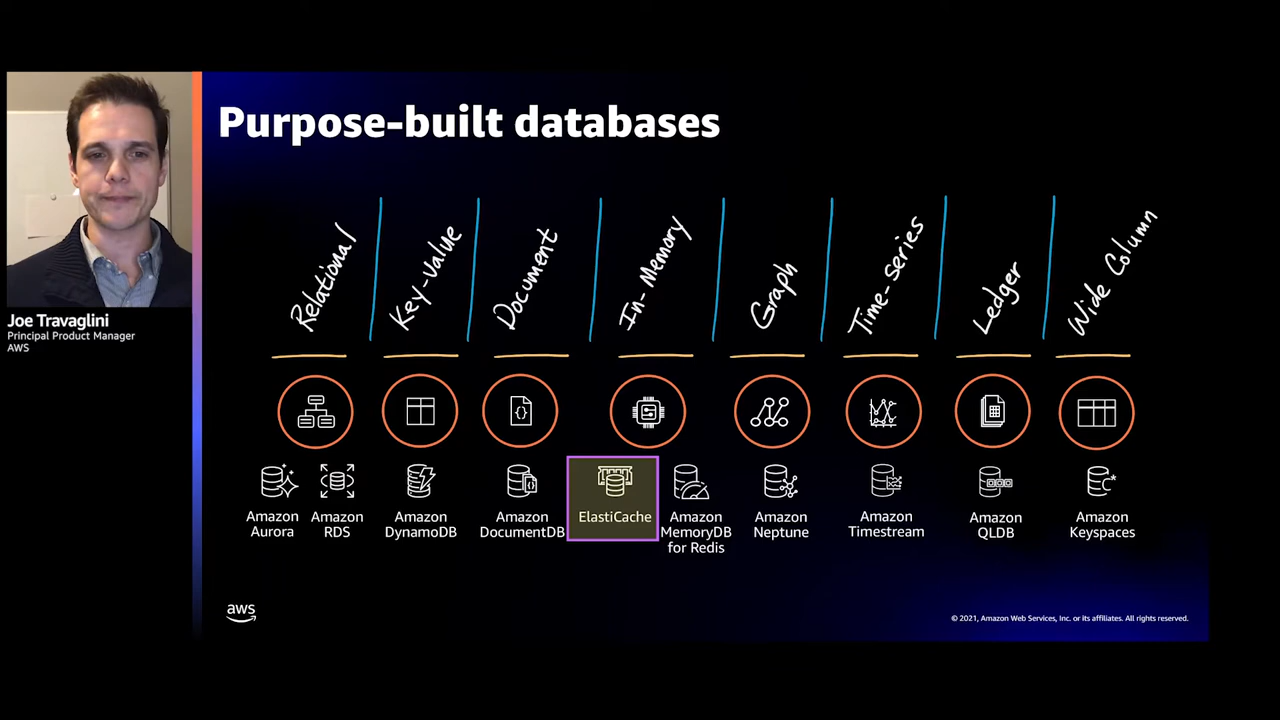 Purpose-built databases
Joe Travaglini
Principal Product Manager
AWS
Relational
Key-value
Document
In-Memory
Graph
Time-series
Ledger
Wide Column
Amazon
Aurora
Amazon
RDS
Amazon
DynamoDB
Amazon
DocumentDB
ElastiCache
Amazon
MemoryDB
for Redis
Amazon
Neptune
Amazon
Timestream
Amazon
QLDB
Amazon
Keyspaces
aws
© 2021, Amazon Web Services, Inc. or its affiliates. All rights reserved.